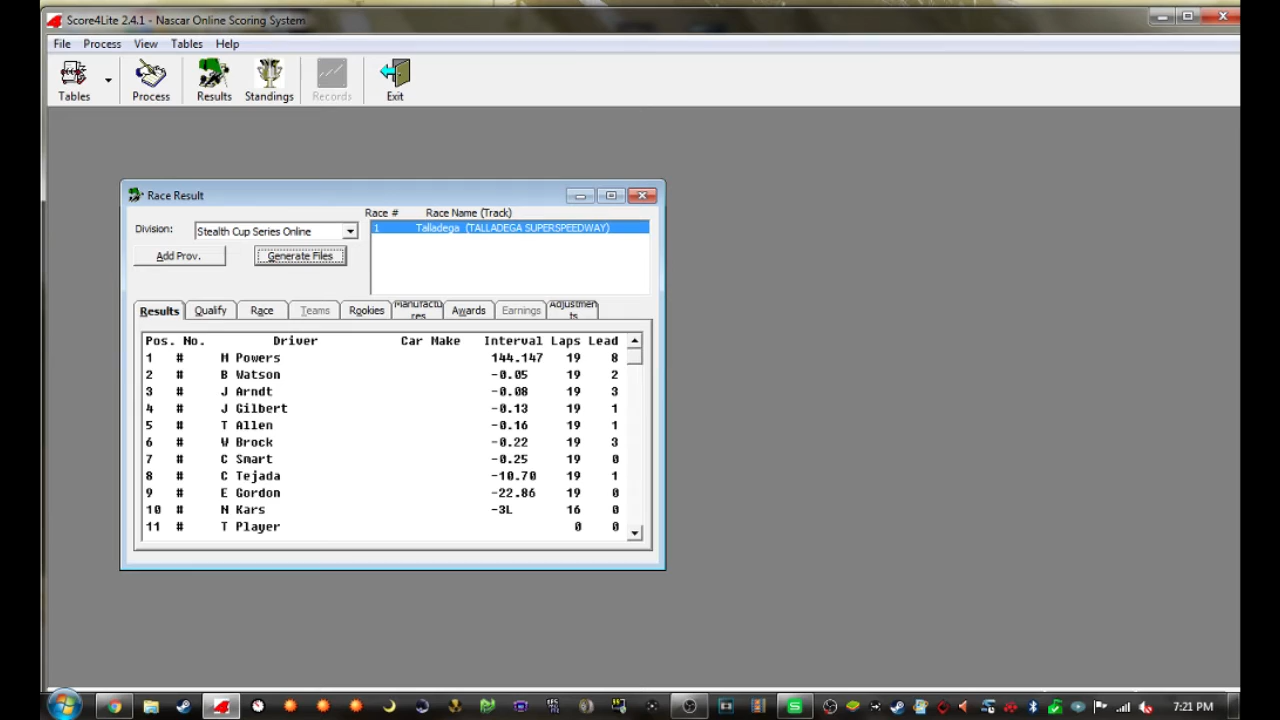 Score4Lite 2.4.1 - Nascar Online Scoring System
File Process View Tables Help
Tables Process Results Standings Records Exit
Race Result
Race # Race Name (Track)
Division: Stealth Cup Series Online
1 Talladega (TALLADEGA SUPERSPEEDWAY)
Add Prov. Generate Files
Results Qualify Race Teams Rookies Manufactures Awards Earnings Adjustments
Pos. No. Driver Car Make Interval Laps Lead
1 # M Powers 144.147 19 8
2 # B Watson -0.05 19 2
3 # J Arndt -0.08 19 3
4 # J Gilbert -0.13 19 1
5 # T Allen -0.16 19 1
6 # W Brock -0.22 19 3
7 # C Smart -0.25 19 0
8 # C Tejada -10.70 19 1
9 # E Gordon -22.86 19 0
10 # N Kars -3L 16 0
11 # T Player 0 0
7:21 PM